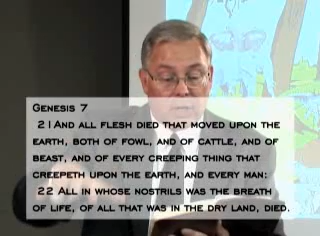 Genesis 7
21And all flesh died that moved upon the
earth, both of fowl, and of cattle, and of
beast, and of every creeping thing that
creepeth upon the earth, and every man:
22 All in whose nostrils was the breath
of life, of all that was in the dry land, died.